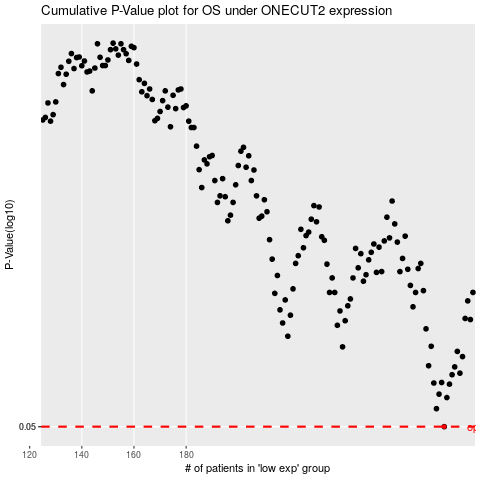 Cumulative P-Value plot for OS under ONECUT2 expression
P-Value(log10)
0.05
120 140 160 180
# of patients in 'low exp' group